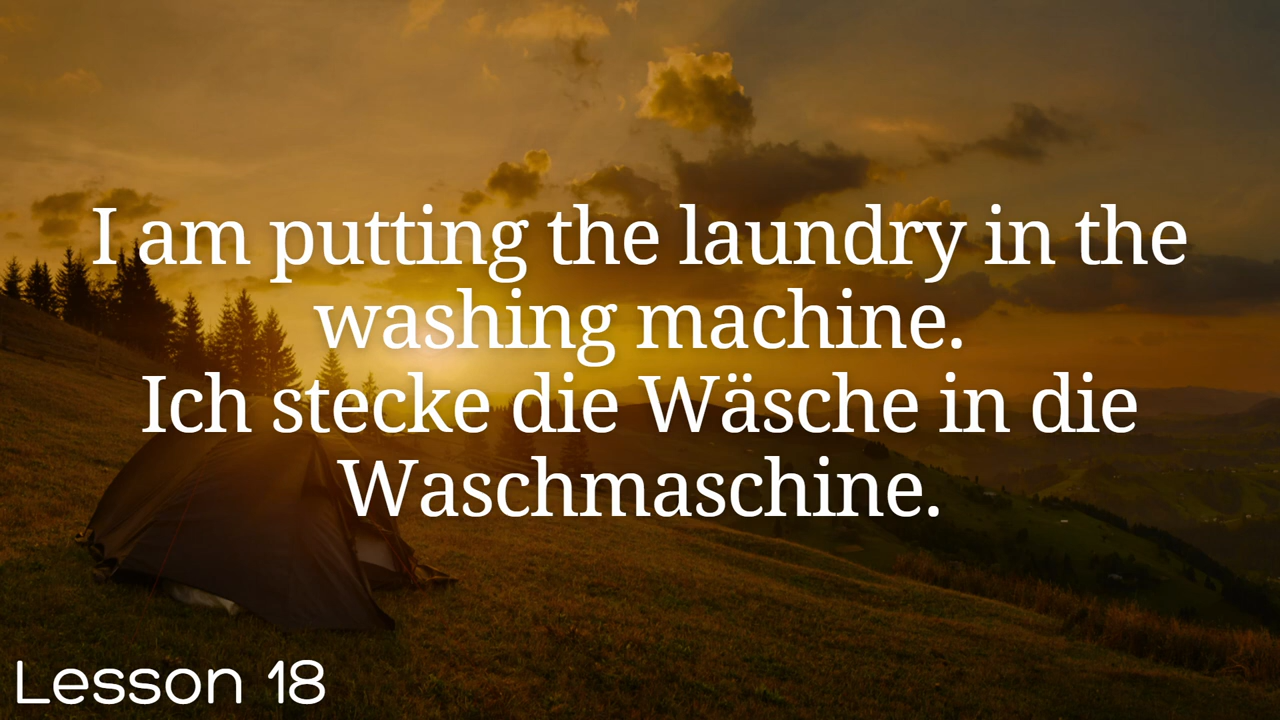 I am putting the laundry in the
washing machine.
Ich stecke die Wäsche in die
Waschmaschine.
Lesson 18